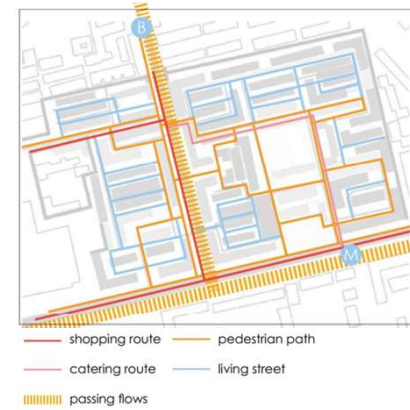 B
M
shopping route
pedestrian path
catering route
living street
passing flows